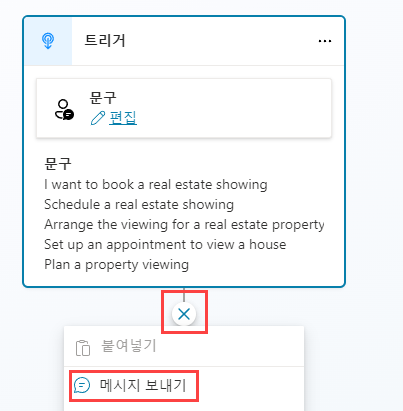 트리거
문구
편집
문구
I want to book a real estate showing
Schedule a real estate showing
Arrange the viewing for a real estate property
Set up an appointment to view a house
Plan a property viewing
붙여넣기
메시지 보내기